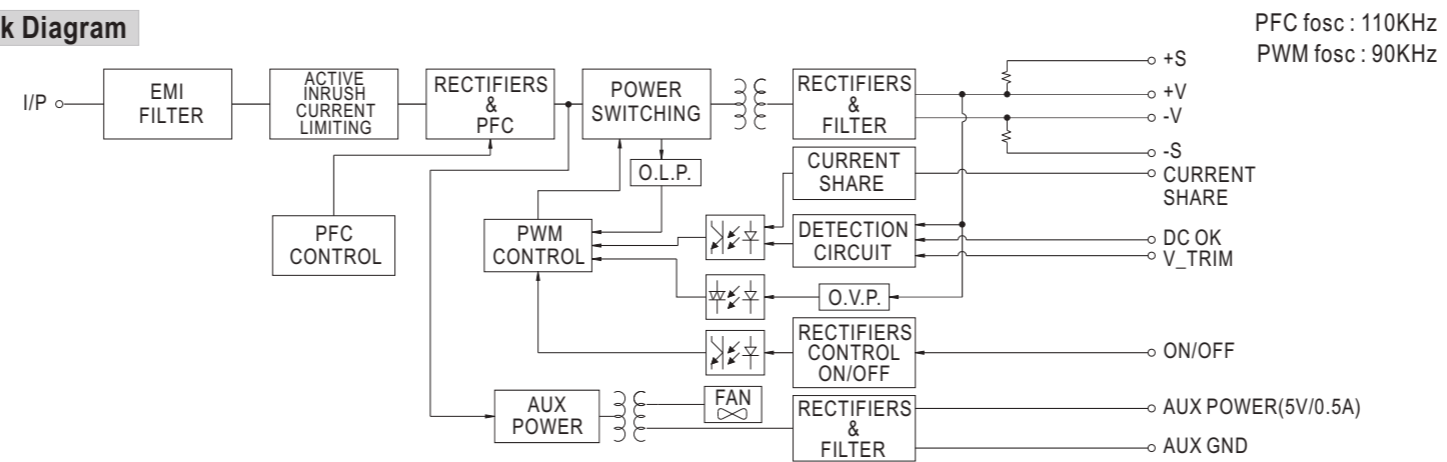 k Diagram
PFC fosc : 110KHz
PWM fosc : 90KHz
I/P
EMI
FILTER
ACTIVE
INRUSH
CURRENT
LIMITING
RECTIFIERS
&
PFC
POWER
SWITCHING
RECTIFIERS
&
FILTER
+S
+V
-V
-S
O.L.P.
CURRENT
SHARE
CURRENT
SHARE
PFC
CONTROL
PWM
CONTROL
DETECTION
CIRCUIT
DC OK
V_TRIM
O.V.P.
RECTIFIERS
CONTROL
ON/OFF
ON/OFF
AUX
POWER
FAN
RECTIFIERS
&
FILTER
AUX POWER(5V/0.5A)
AUX GND